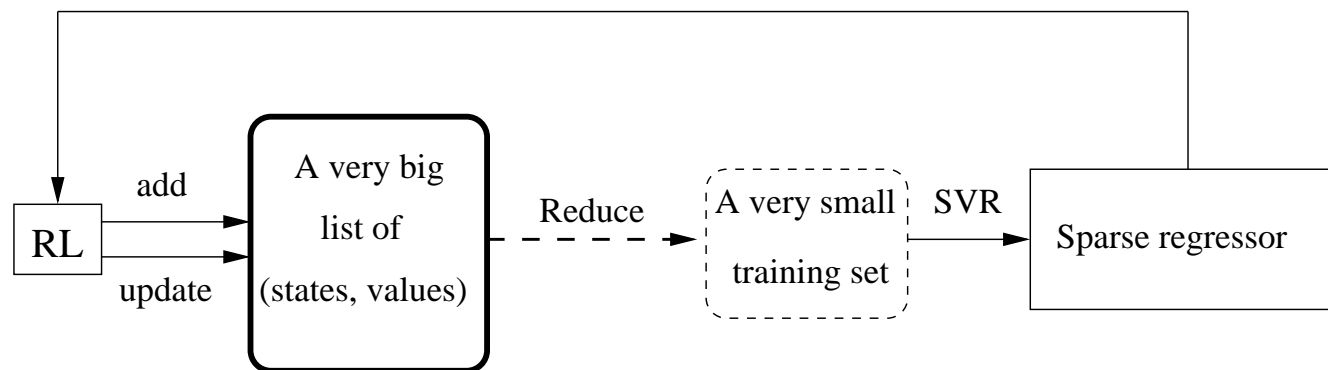 RL
add
update
A very big
list of
(states, values)
Reduce
A very small
training set
SVR
Sparse regressor